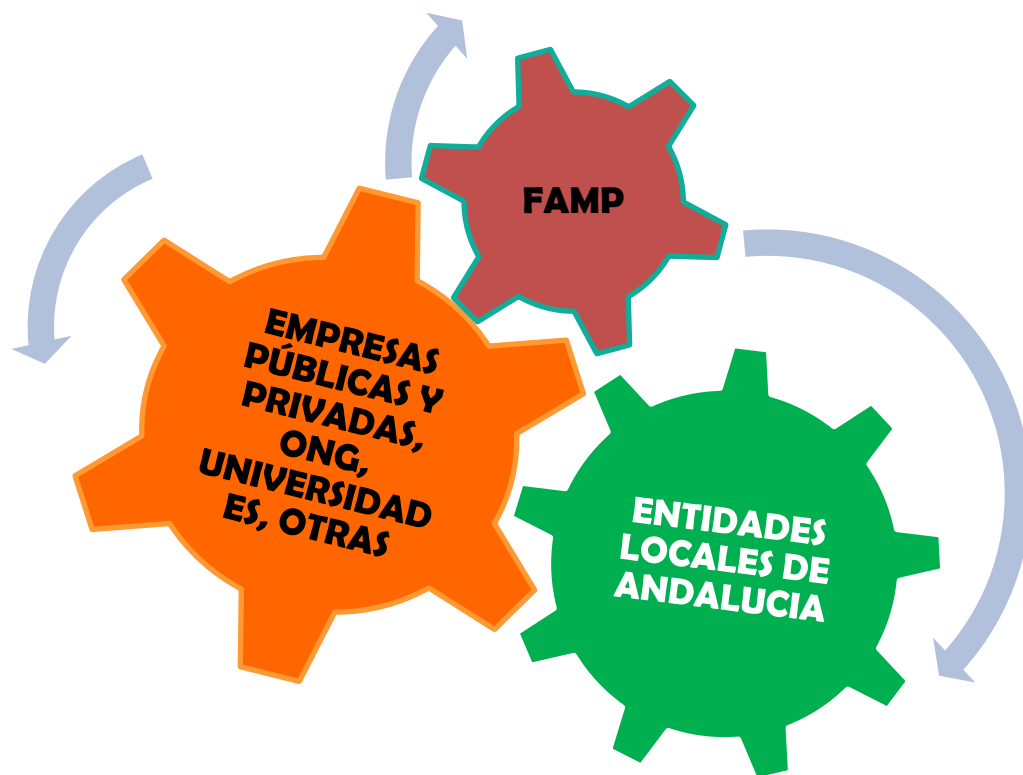 FAMP
EMPRESAS
PÚBLICAS Y
PRIVADAS,
ONG,
UNIVERSIDAD
ES, OTRAS
ENTIDADES
LOCALES DE
ANDALUCIA